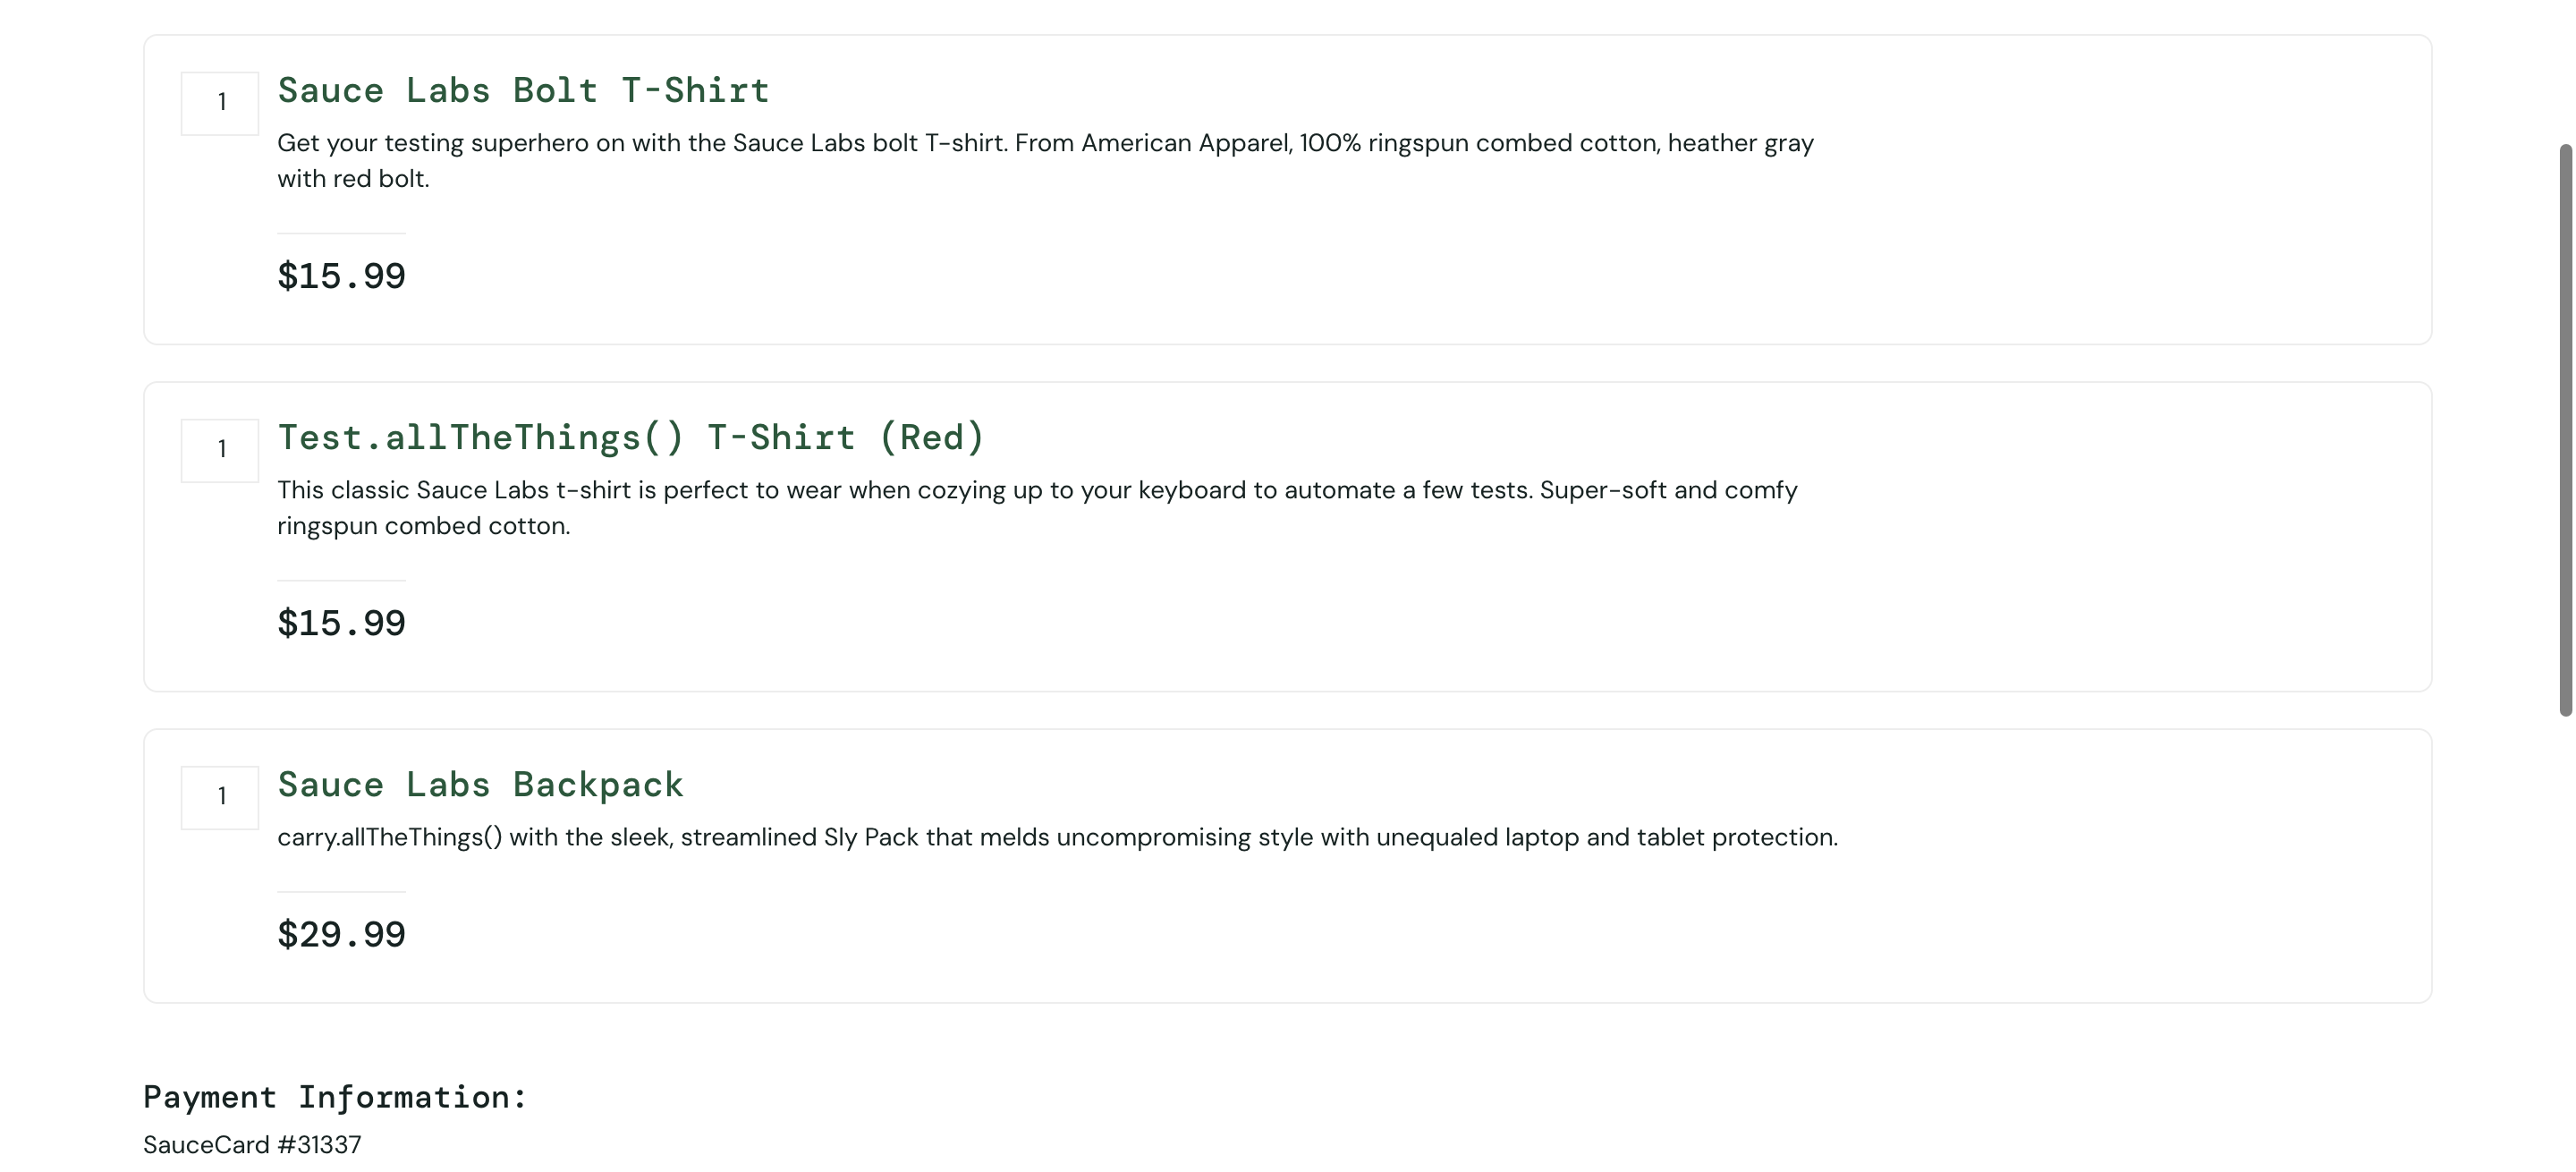 1
Sauce Labs Bolt T-Shirt
Get your testing superhero on with the Sauce Labs bolt T-shirt. From American Apparel, 100% ringspun combed cotton, heather gray
with red bolt.
$15.99
1
Test.allTheThings() T-Shirt (Red)
This classic Sauce Labs t-shirt is perfect to wear when cozying up to your keyboard to automate a few tests. Super-soft and comfy
ringspun combed cotton.
$15.99
1
Sauce Labs Backpack
carry.allTheThings() with the sleek, streamlined Sly Pack that melds uncompromising style with unequaled laptop and tablet protection.
$29.99
Payment Information:
SauceCard #31337